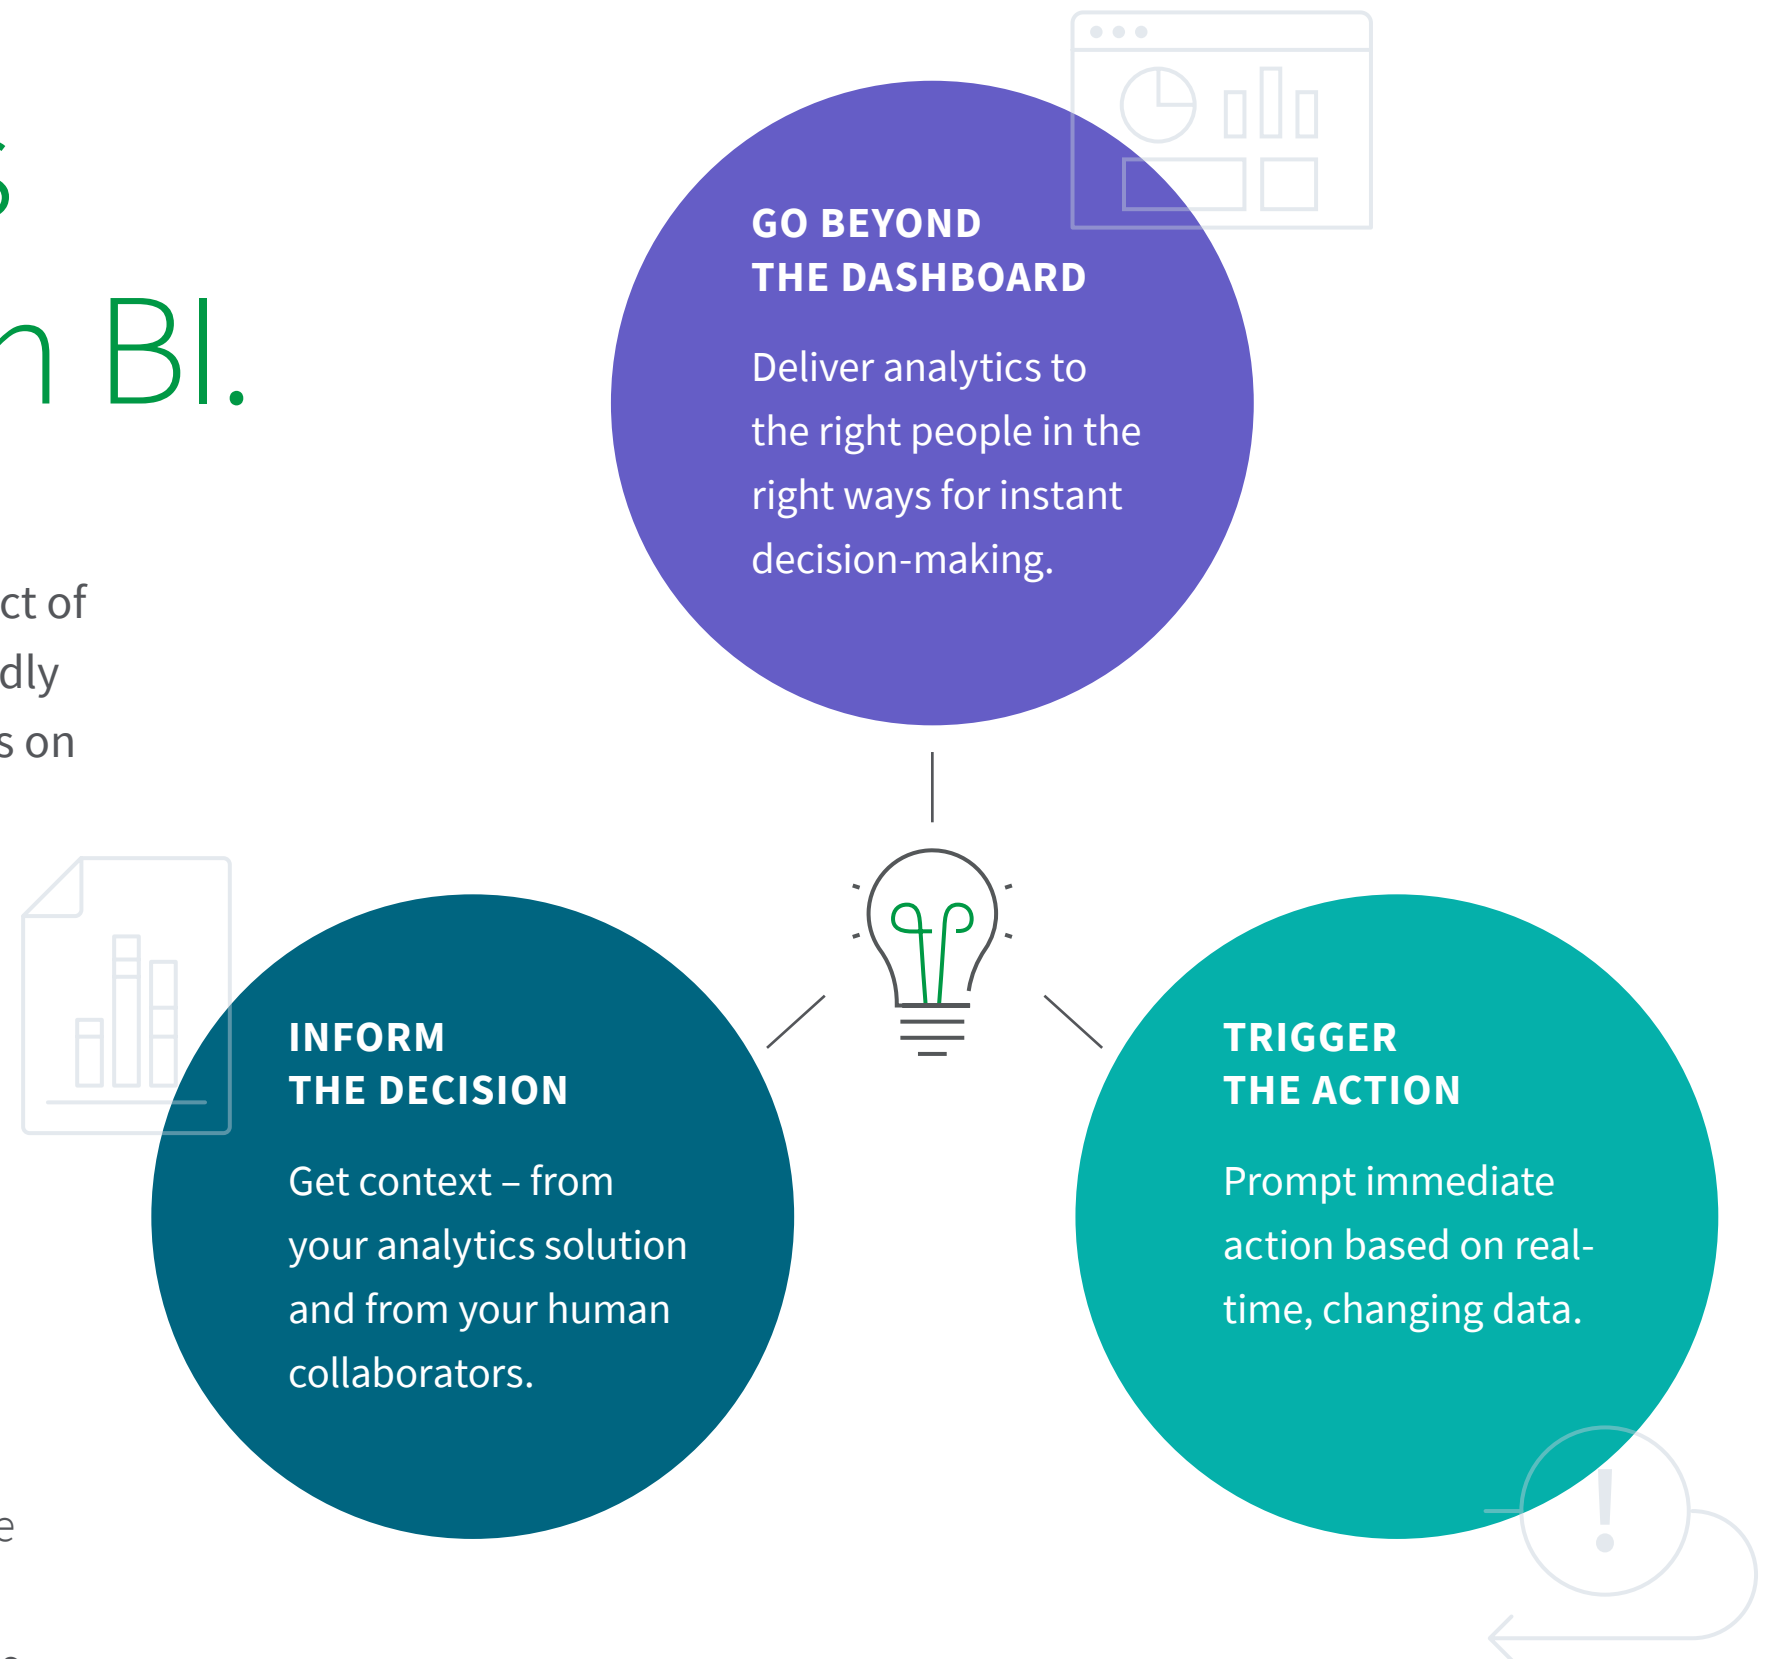 BI.
of
on
GO BEYOND
THE DASHBOARD
Deliver analytics to
the right people in the
right ways for instant
decision-making.
INFORM
THE DECISION
Get context – from
your analytics solution
and from your human
collaborators.
TRIGGER
THE ACTION
Prompt immediate
action based on real-
time, changing data.
!